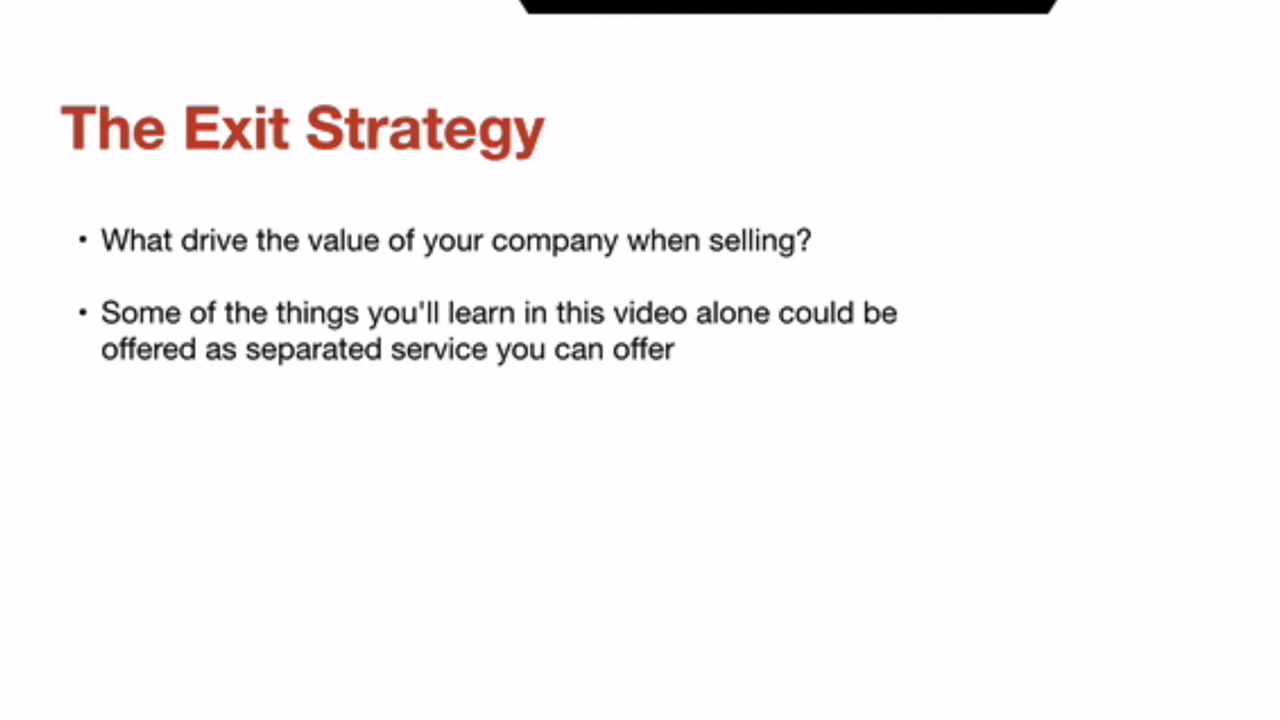 The Exit Strategy
• What drive the value of your company when selling?
• Some of the things you'll learn in this video alone could be
offered as separated service you can offer